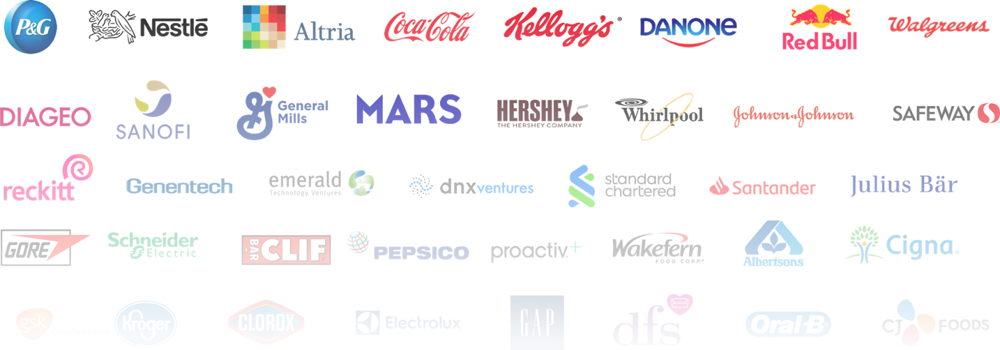 P&G
Nestlé
Altria
Coca-Cola
Kellogg's®
DANONE
Red Bull
Walgreens
DIAGEO
SANOFI
General
Mills
MARS
HERSHEY
THE HERSHEY COMPANY
Whirlpool
Johnson&Johnson
SAFEWAY
reckitt
Genentech
emerald
Technology Ventures
dnxventures
standard
chartered
Santander
Julius Bär
GORE
Schneider
Electric
BAR
CLIF
PEPSICO
proactiv.+
Wakefern
FOOD CORP.®
Albertsons
Cigna®
gsk
Kroger
CLOROX
Electrolux
GAP
dfs
Oral-B
CJ FOODS